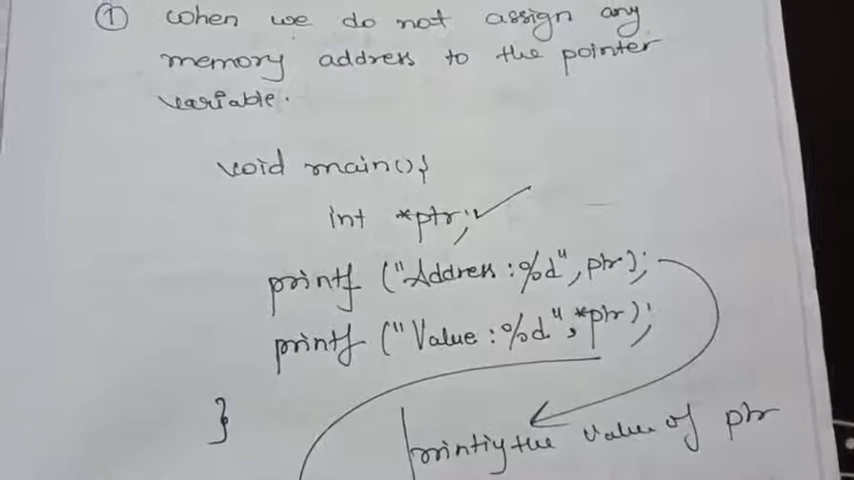 ① when we do not assign any
memory address to the pointer
variable.
void main(){
int *ptr;
printf ("Address:%d", ptr);
printf ("Value:%d", *ptr);
}
printing the value of ptr